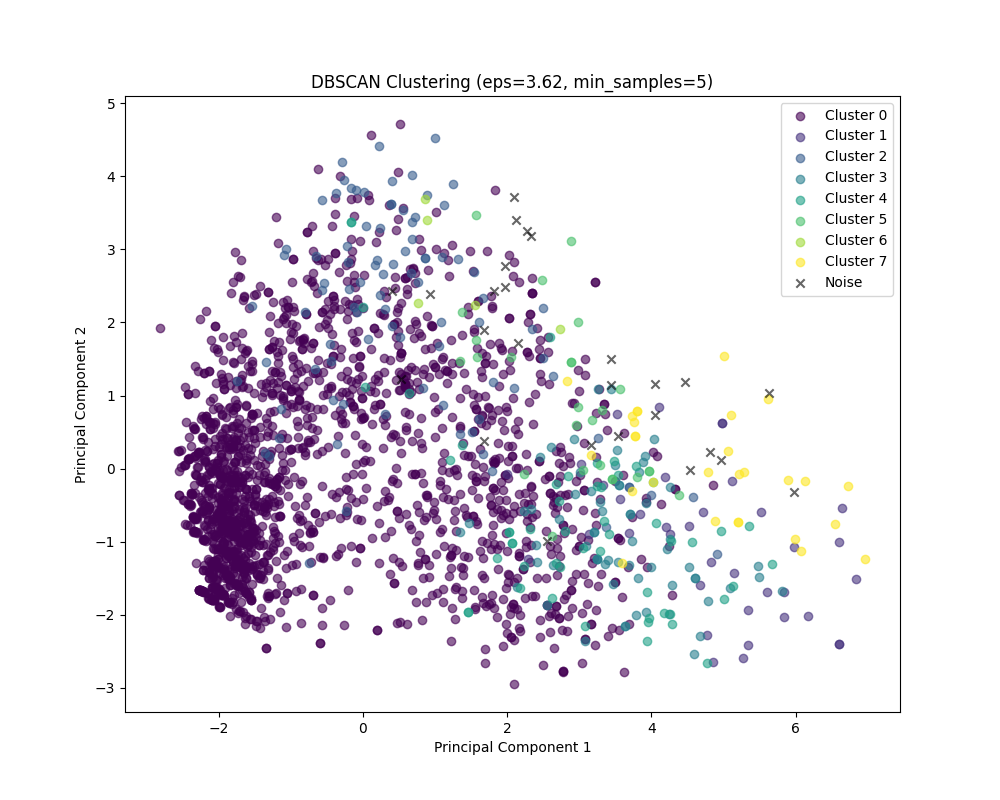 DBSCAN Clustering (eps=3.62, min_samples=5)
Cluster 0
Cluster 1
Cluster 2
Cluster 3
Cluster 4
Cluster 5
Cluster 6
Cluster 7
Noise
Principal Component 2
5
4
3
2
1
0
−1
−2
−3
−2
0
2
4
6
Principal Component 1